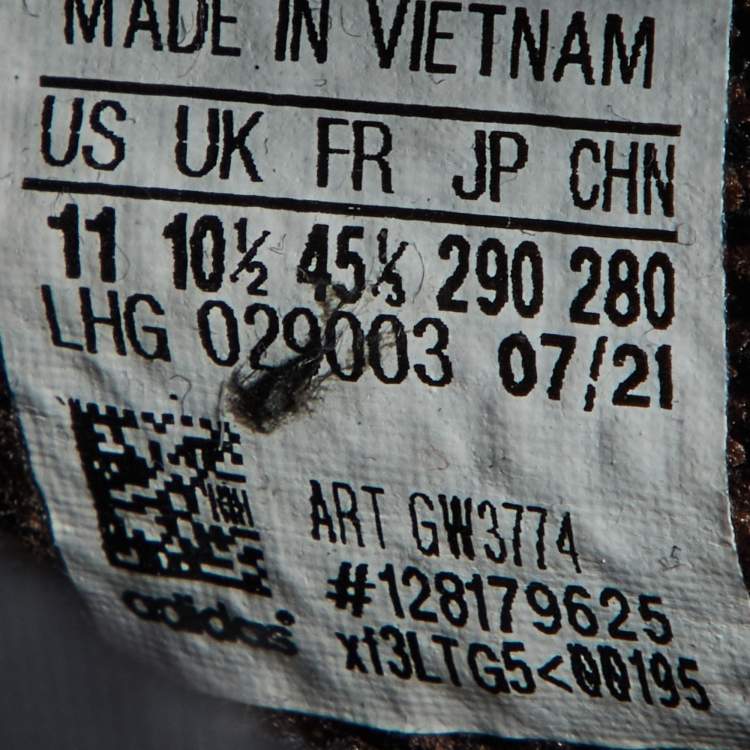 MADE IN VIETNAM
US UK FR JP CHN
11 10½ 45⅓ 290 280
LHG 029003 07/21
ART GW3774
#128179625
adidas
xf3LTG5<00195